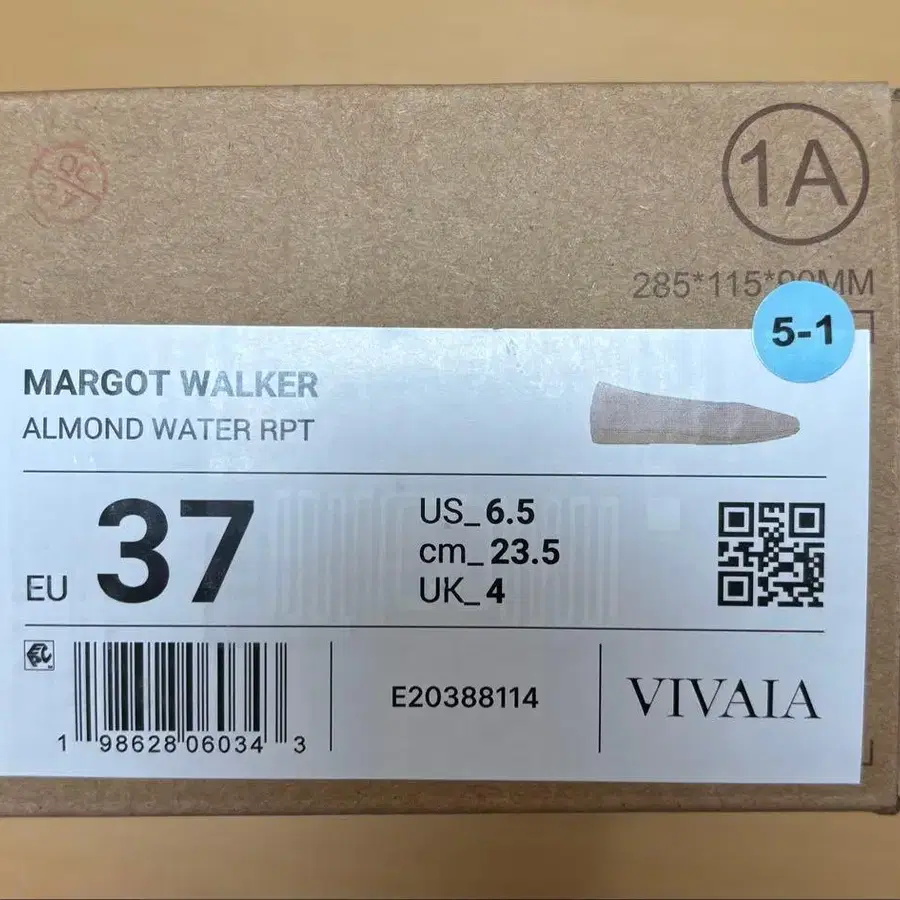 QC
1A
285*115*90MM
5-1
MARGOT WALKER
ALMOND WATER RPT
EU 37
US_6.5
cm_23.5
UK_4
1 98628 06034 3
E20388114
VIVAIA